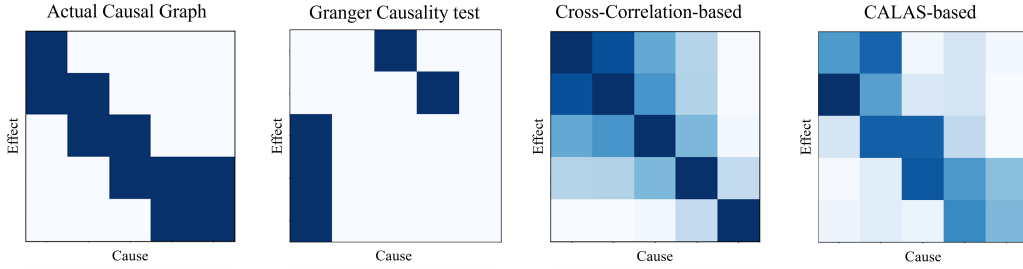 Actual Causal Graph
Granger Causality test
Cross-Correlation-based
CALAS-based
Effect
Effect
Effect
Effect
Cause
Cause
Cause
Cause